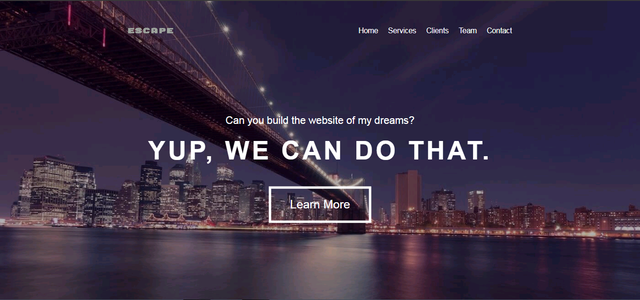 ESCAPE
Home Services Clients Team Contact
Can you build the website of my dreams?
YUP, WE CAN DO THAT.
Learn More